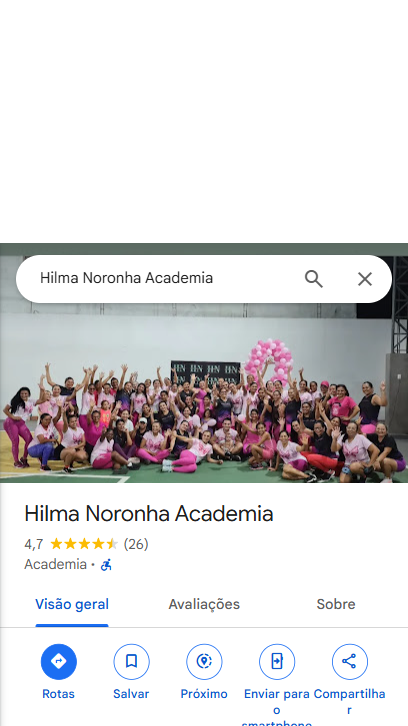 Hilma Noronha Academia
HN HN HN HN
Hilma Noronha Academia
4,7 (26)
Academia ·
Visão geral Avaliações Sobre
Rotas Salvar Próximo Enviar para o smartphone Compartilhar